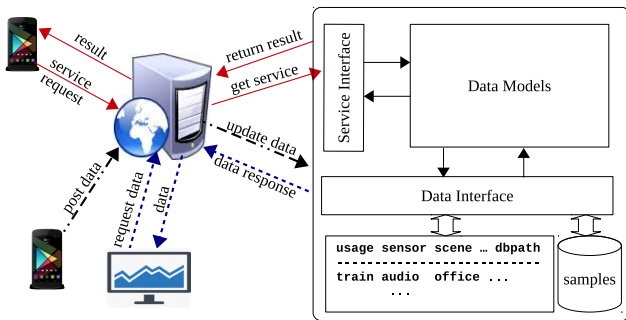 result
service
request
return result
get service
update data
data response
post data
request data
data
Service Interface
Data Models
Data Interface
usage sensor scene … dbpath
--------------------------
train audio office ...
...
samples